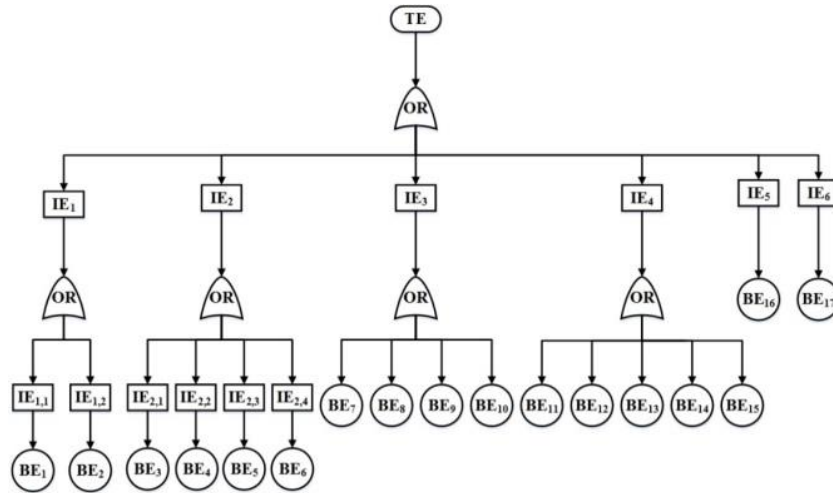 TE
OR
IE₁ IE₂ IE₃ IE₄ IE₅ IE₆
OR OR OR OR
BE₁₆ BE₁₇
IE₁,₁ IE₁,₂ IE₂,₁ IE₂,₂ IE₂,₃ IE₂,₄ BE₇ BE₈ BE₉ BE₁₀ BE₁₁ BE₁₂ BE₁₃ BE₁₄ BE₁₅
BE₁ BE₂ BE₃ BE₄ BE₅ BE₆